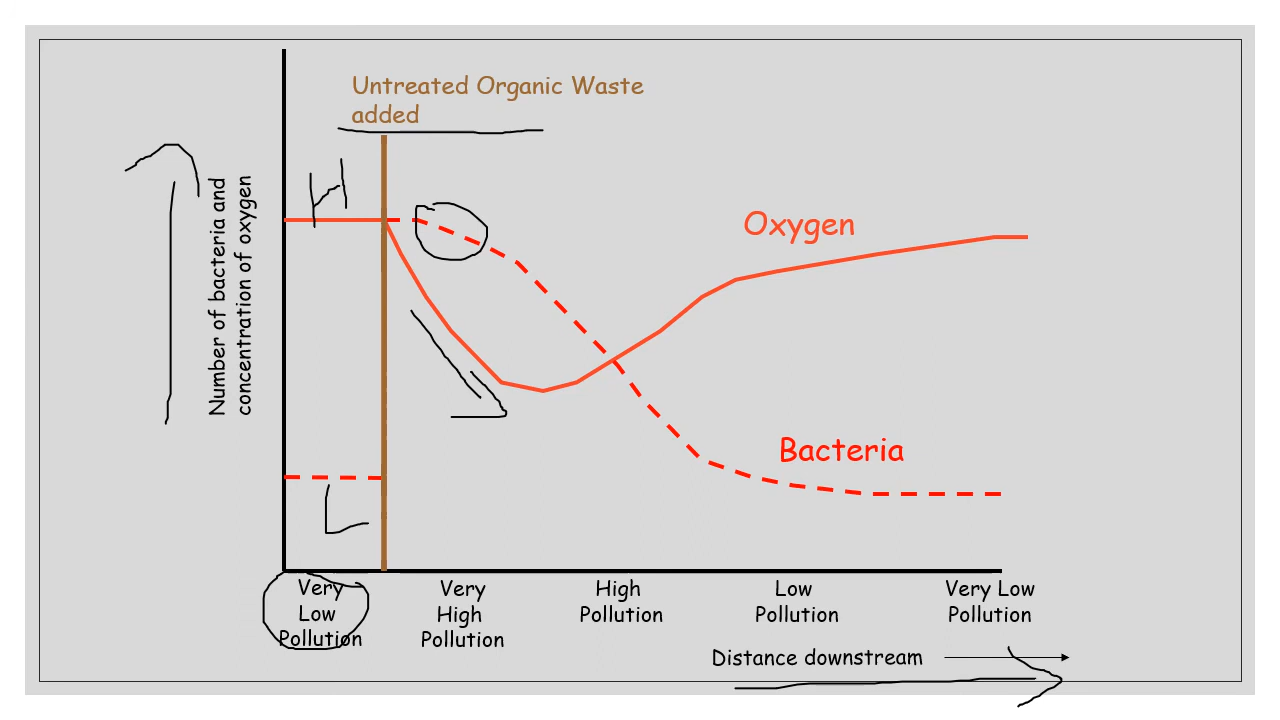 Untreated Organic Waste
added
H
Number of bacteria and
concentration of oxygen
Oxygen
Bacteria
L
Very
Low
Pollution
Very
High
Pollution
High
Pollution
Low
Pollution
Very Low
Pollution
Distance downstream